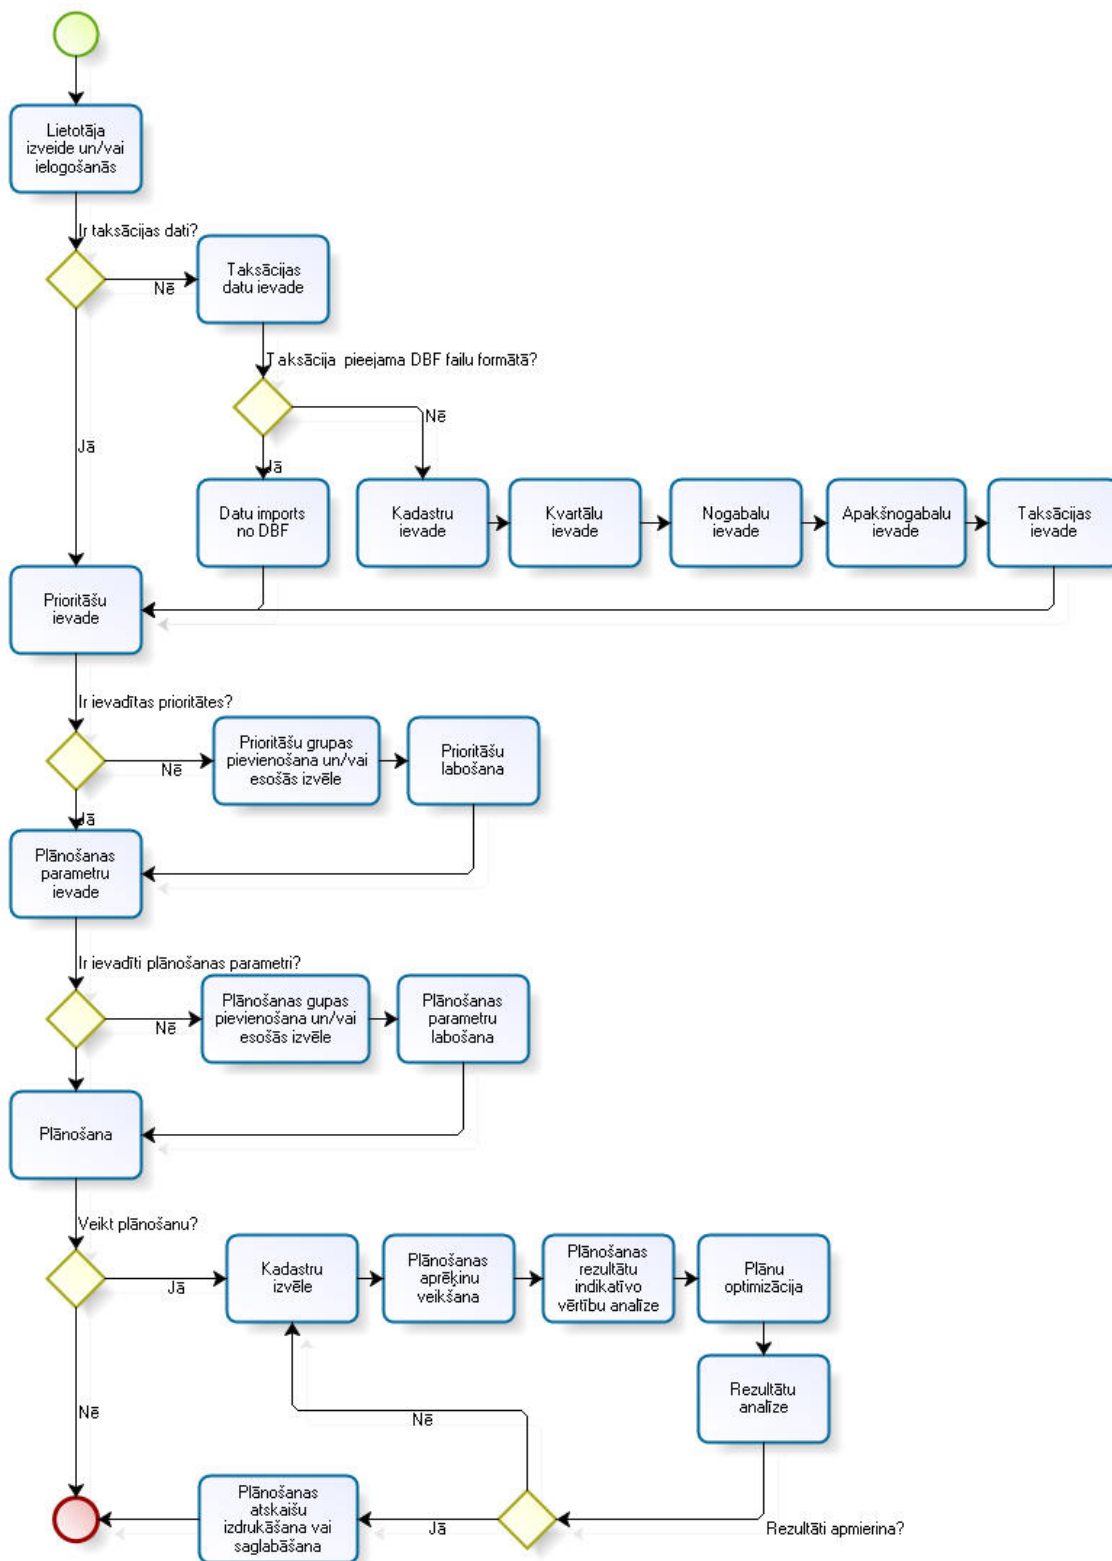 Lietotāja
izveide un/vai
ielogošanās
Ir taksācijas dati?
Nē
Taksācijas
datu ievade
Taksācija pieejama DBF failu formātā?
Nē
Jā
Jā
Datu imports
no DBF
Kadastru
ievade
Kvartālu
ievade
Nogabalu
ievade
Apakšnogabalu
ievade
Taksācijas
ievade
Prioritāšu
ievade
Ir ievadītas prioritātes?
Nē
Prioritāšu grupas
pievienošana un/vai
esošās izvēle
Prioritāšu
labošana
Jā
Plānošanas
parametru
ievade
Ir ievadīti plānošanas parametri?
Nē
Plānošanas gupas
pievienošana un/vai
esošās izvēle
Plānošanas
parametru
labošana
Plānošana
Veikt plānošanu?
Jā
Kadastru
izvēle
Plānošanas
aprēķinu
veikšana
Plānošanas
rezultātu
indikatīvo
vērtību analīze
Plānu
optimizācija
Rezultātu
analīze
Nē
Nē
Plānošanas
atskaišu
izdrukāšana vai
saglabāšana
Jā
Rezultāti apmierina?